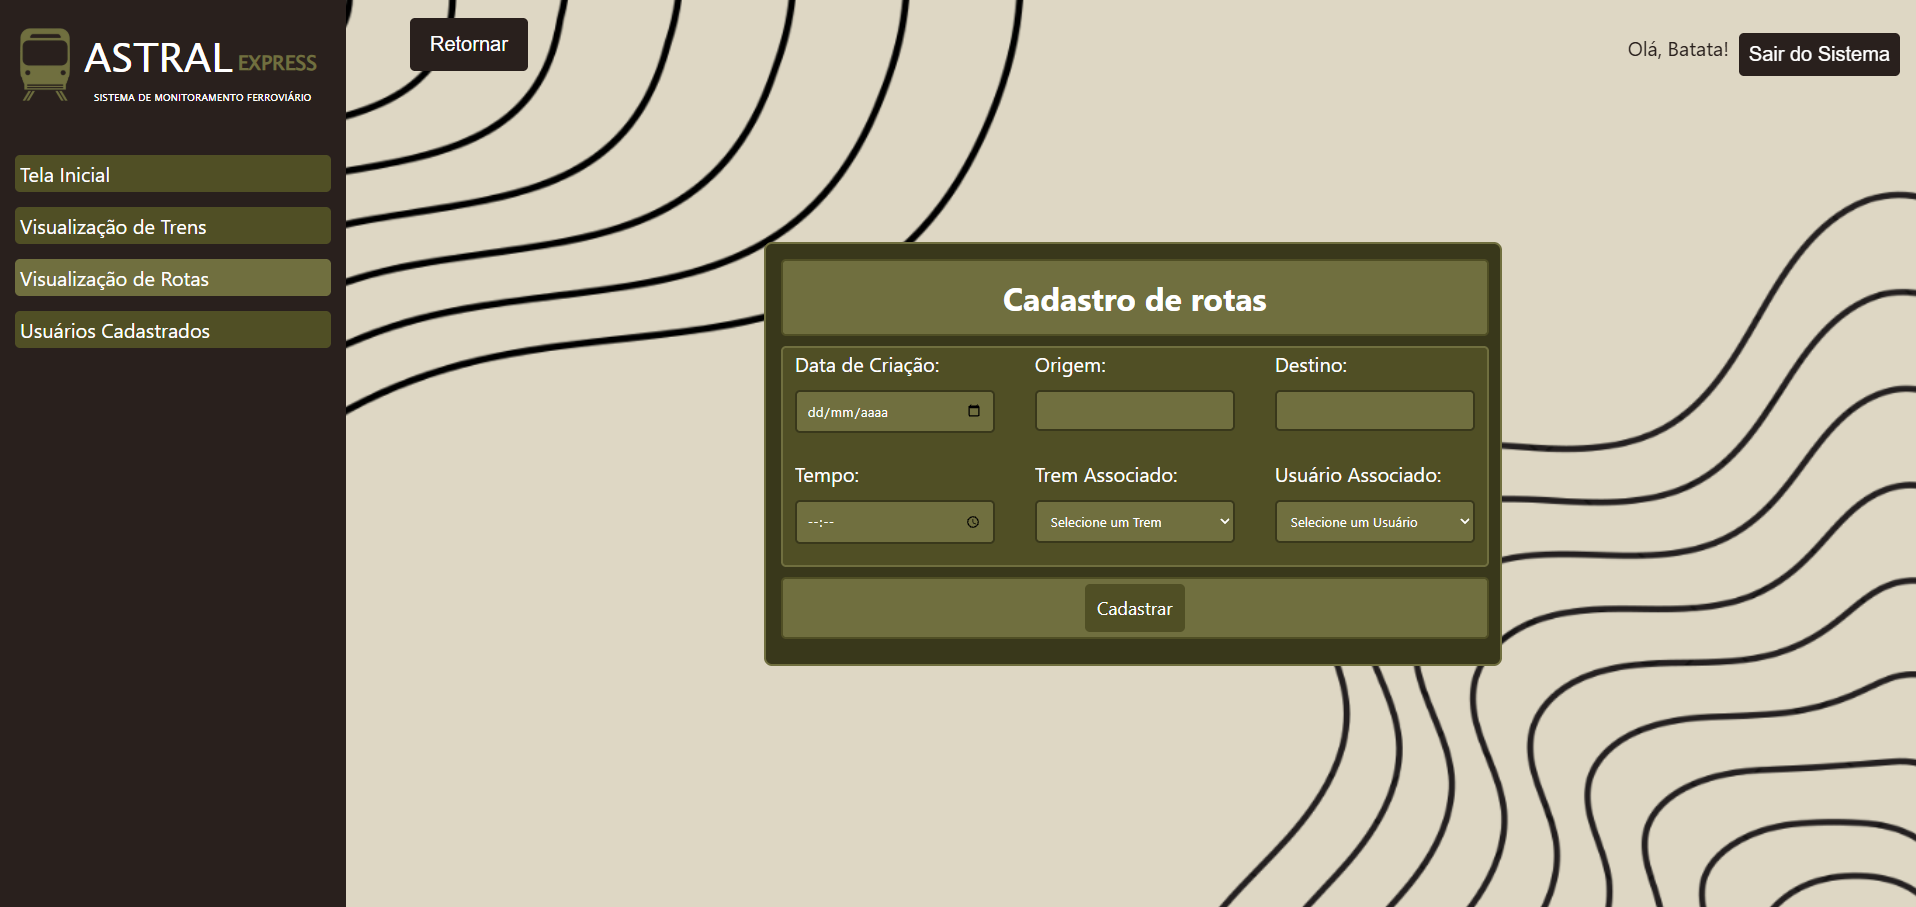 ASTRAL EXPRESS
SISTEMA DE MONITORAMENTO FERROVIÁRIO
Tela Inicial
Visualização de Trens
Visualização de Rotas
Usuários Cadastrados
Retornar
Olá, Batata!
Sair do Sistema
Cadastro de rotas
Data de Criação:
Origem:
Destino:
dd/mm/aaaa
Tempo:
Trem Associado:
Usuário Associado:
--:--
Selecione um Trem
Selecione um Usuário
Cadastrar